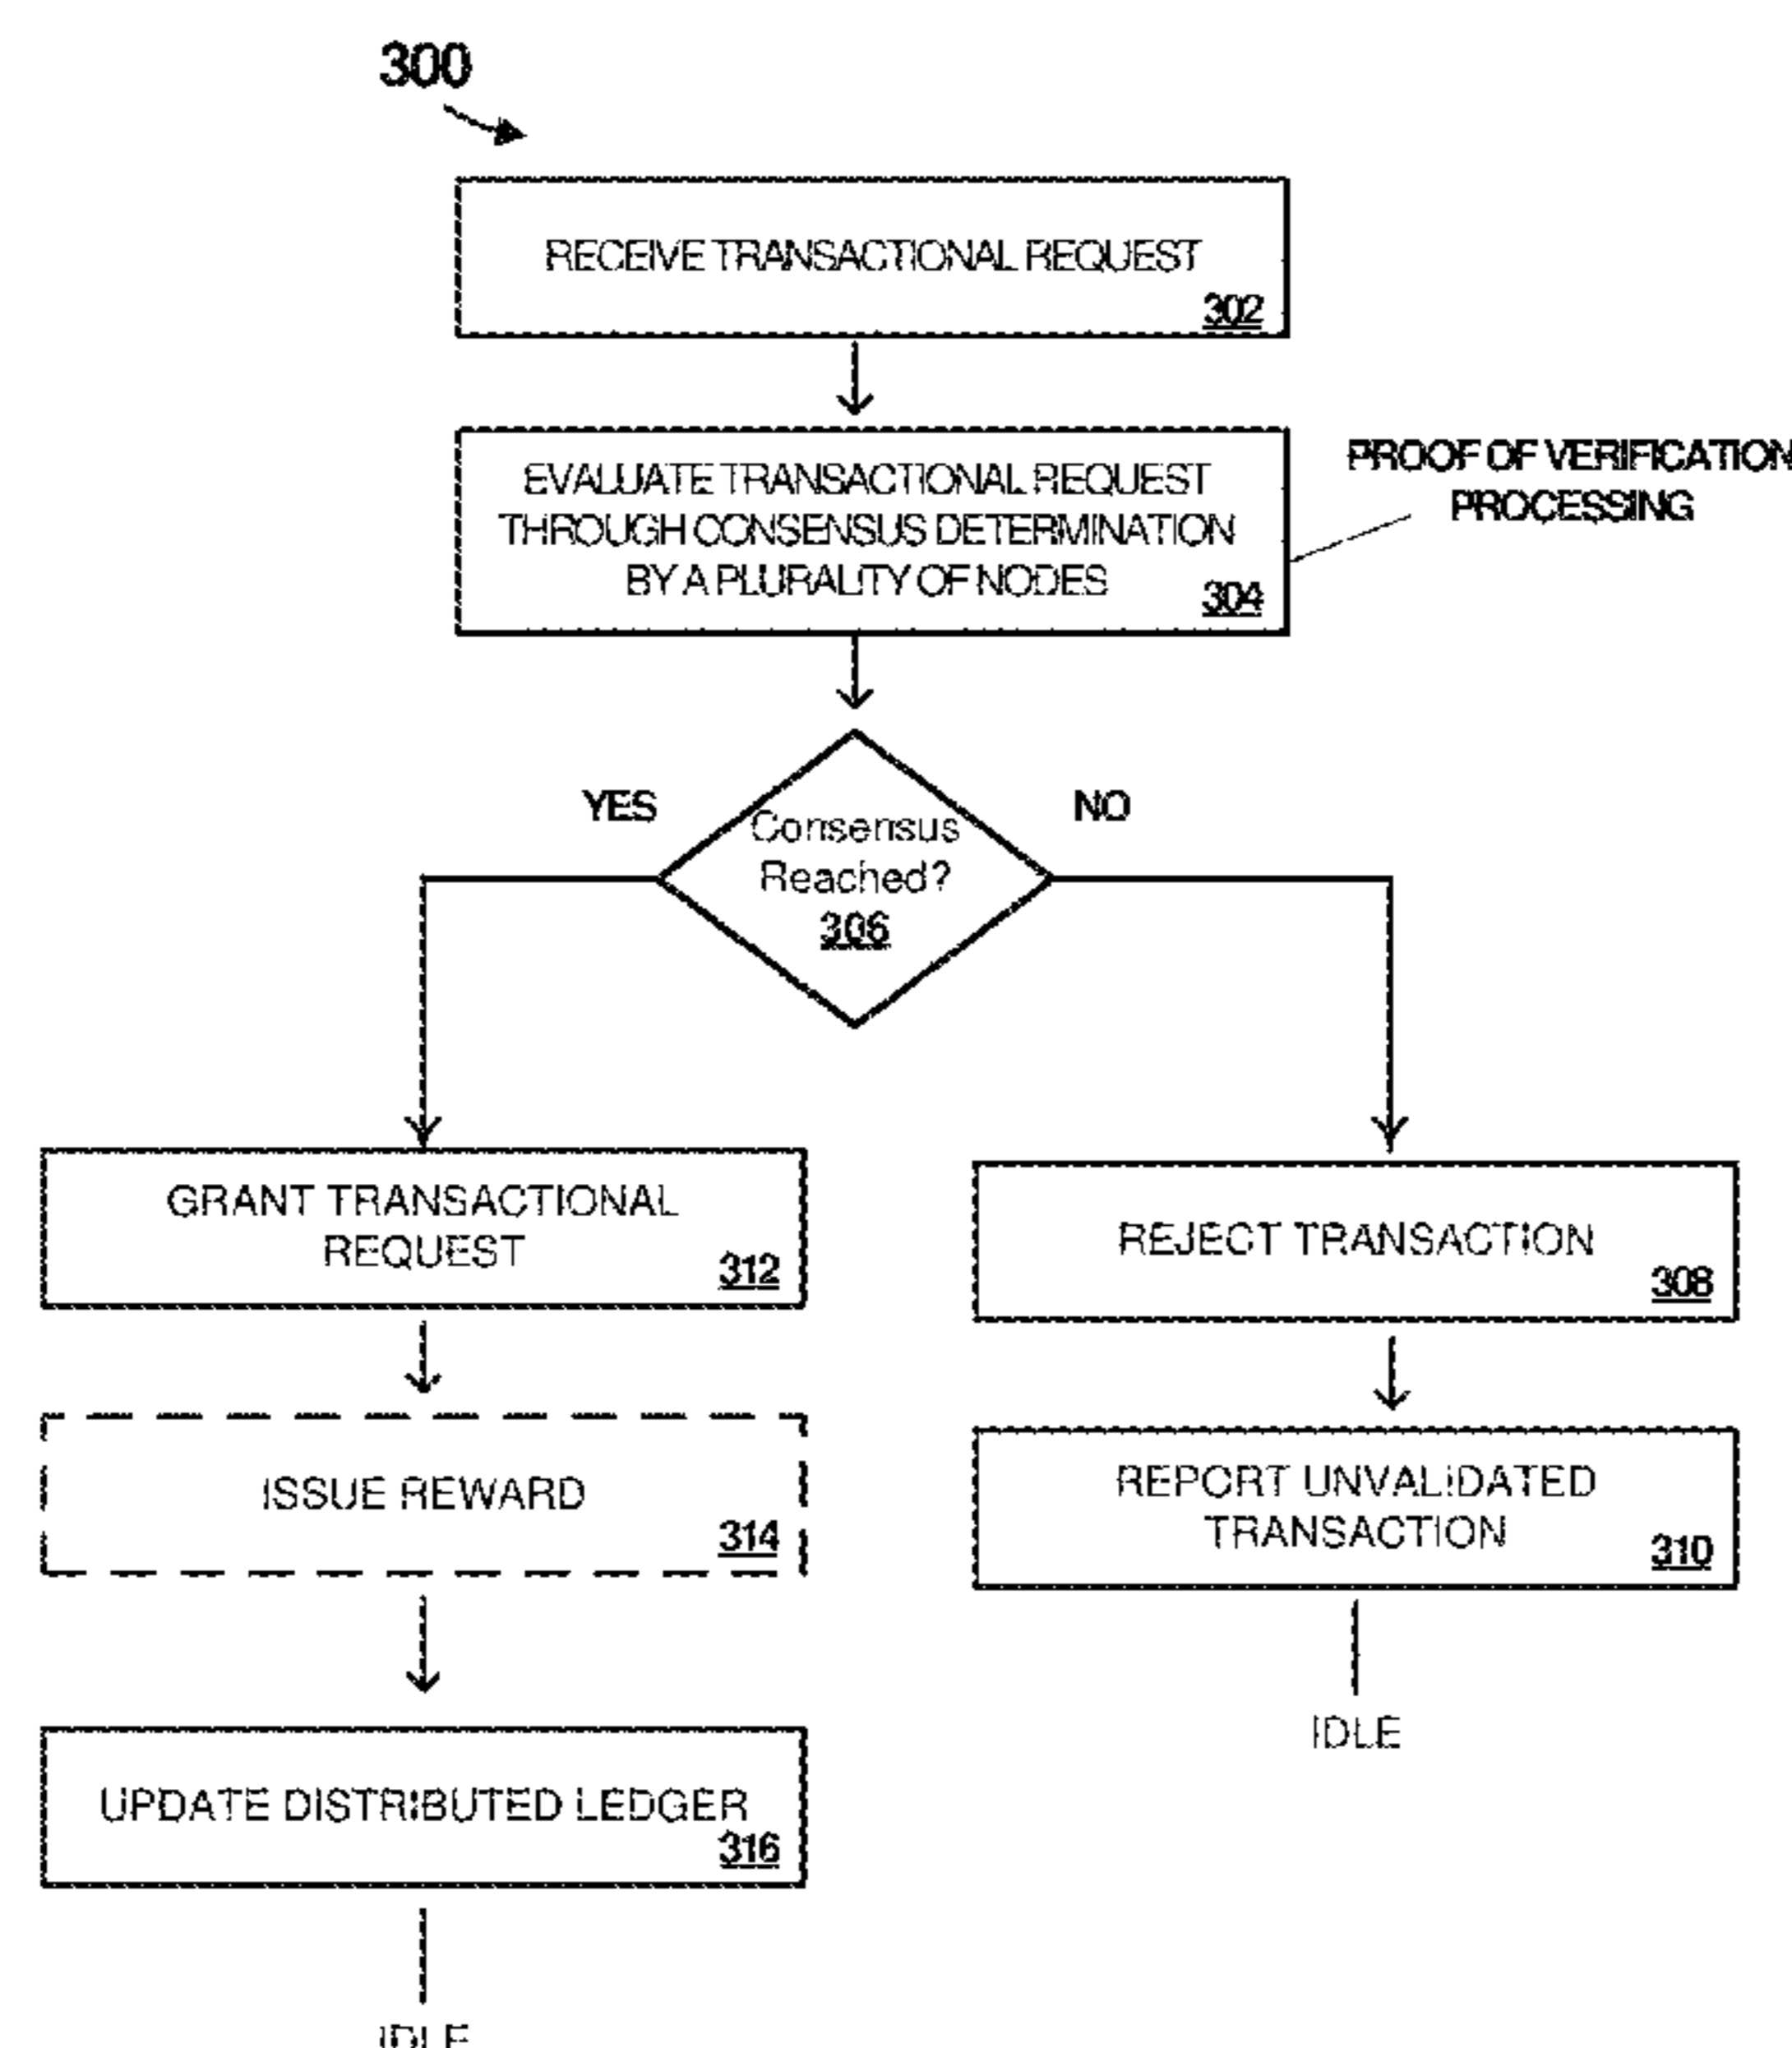 300
RECEIVE TRANSACTIONAL REQUEST
302
EVALUATE TRANSACTIONAL REQUEST
THROUGH CONSENSUS DETERMINATION
BY A PLURALITY OF NODES
304
PROOF OF VERIFICATION
PROCESSING
YES
NO
Consensus
Reached?
306
GRANT TRANSACTIONAL
REQUEST
312
REJECT TRANSACTION
308
ISSUE REWARD
314
REPORT UNVALIDATED
TRANSACTION
310
IDLE
UPDATE DISTRIBUTED LEDGER
316
IDLE